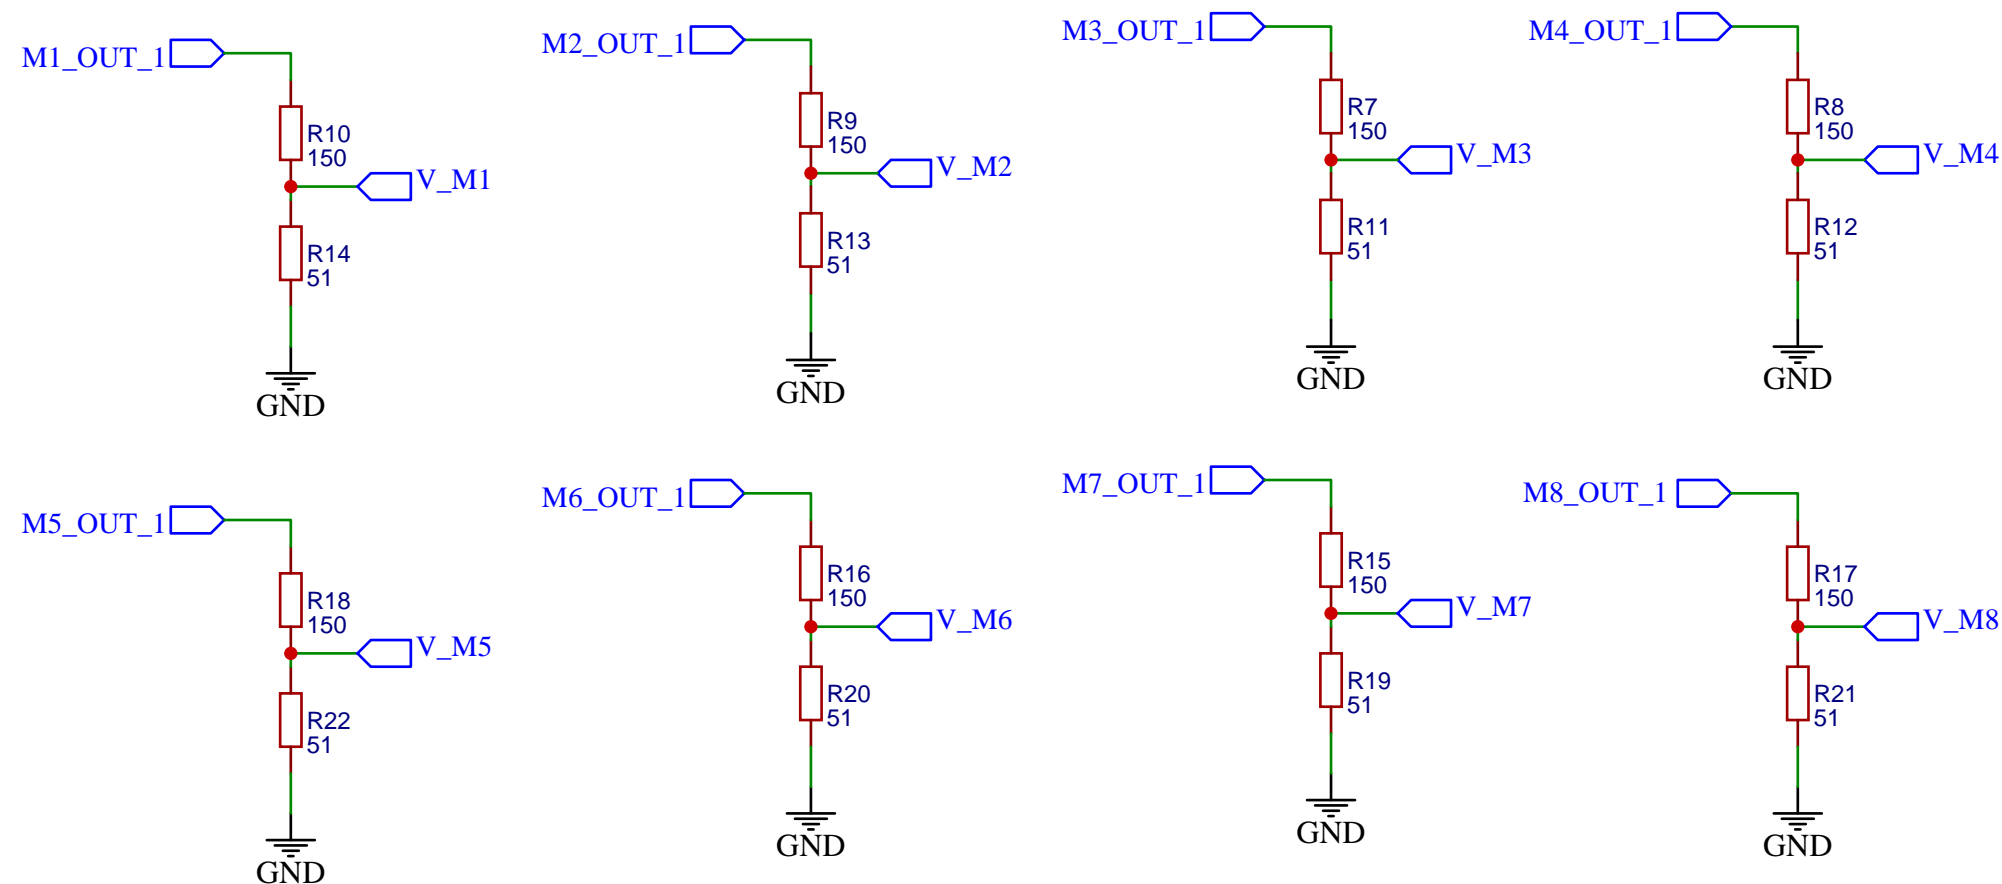 M1_OUT_1
R10
150
V_M1
R14
51
GND
M2_OUT_1
R9
150
V_M2
R13
51
GND
M3_OUT_1
R7
150
V_M3
R11
51
GND
M4_OUT_1
R8
150
V_M4
R12
51
GND
M5_OUT_1
R18
150
V_M5
R22
51
GND
M6_OUT_1
R16
150
V_M6
R20
51
GND
M7_OUT_1
R15
150
V_M7
R19
51
GND
M8_OUT_1
R17
150
V_M8
R21
51
GND